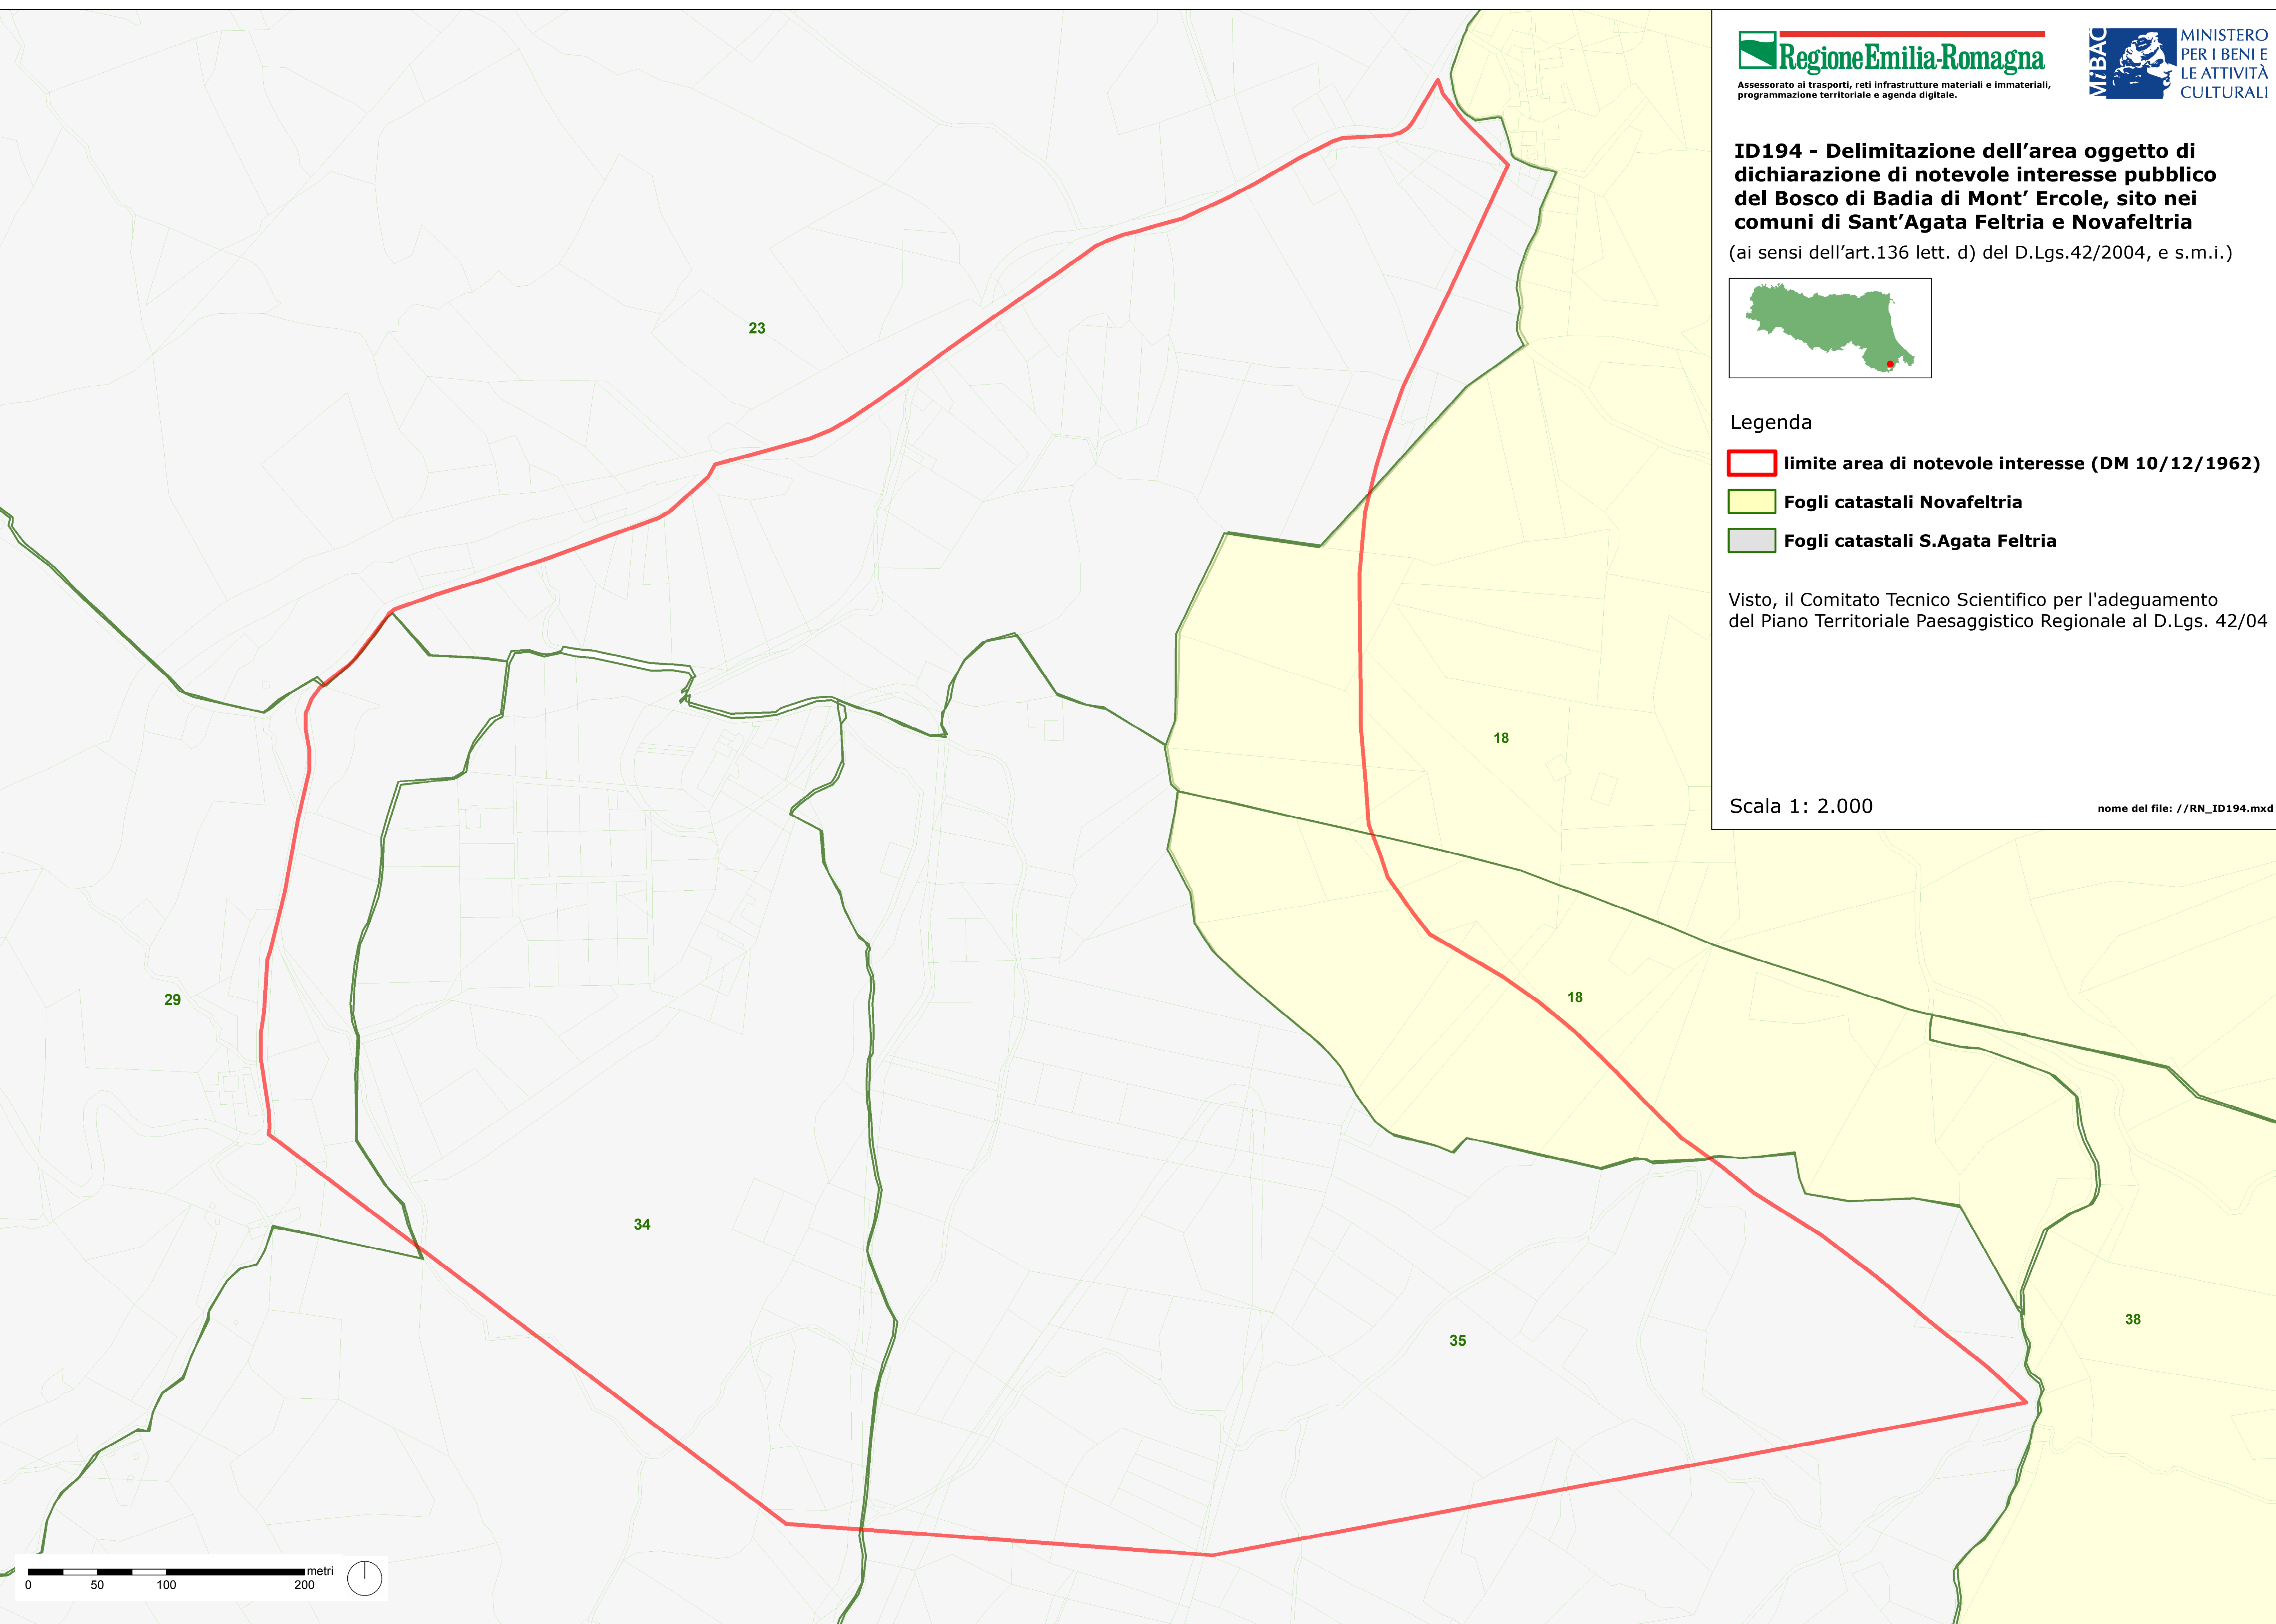 RegioneEmilia-Romagna
Assessorato ai trasporti, reti infrastrutture materiali e immateriali,
programmazione territoriale e agenda digitale.
MiBAC
MINISTERO
PER I BENI E
LE ATTIVITÀ
CULTURALI
ID194 - Delimitazione dell’area oggetto di
dichiarazione di notevole interesse pubblico
del Bosco di Badia di Mont’ Ercole, sito nei
comuni di Sant’Agata Feltria e Novafeltria
(ai sensi dell’art.136 lett. d) del D.Lgs.42/2004, e s.m.i.)
Legenda
limite area di notevole interesse (DM 10/12/1962)
Fogli catastali Novafeltria
Fogli catastali S.Agata Feltria
Visto, il Comitato Tecnico Scientifico per l'adeguamento
del Piano Territoriale Paesaggistico Regionale al D.Lgs. 42/04
Scala 1: 2.000
nome del file: //RN_ID194.mxd
23
18
18
29
34
35
38
metri
0 50 100 200